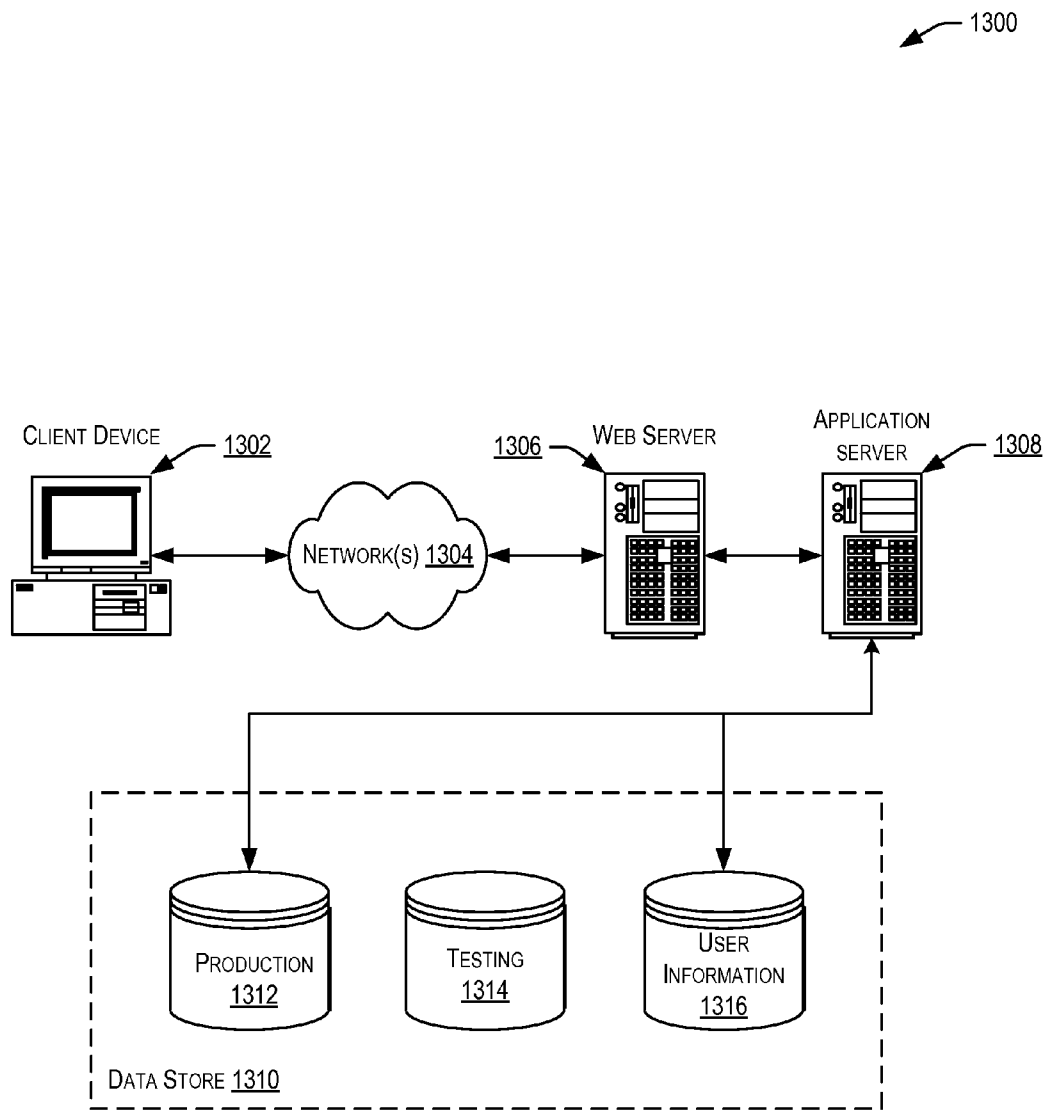 1300
CLIENT DEVICE
1302
1306
WEB SERVER
APPLICATION
SERVER
1308
NETWORK(S) 1304
PRODUCTION
1312
TESTING
1314
USER
INFORMATION
1316
DATA STORE 1310